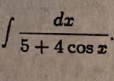 ∫ dx / (5 + 4 cos x).